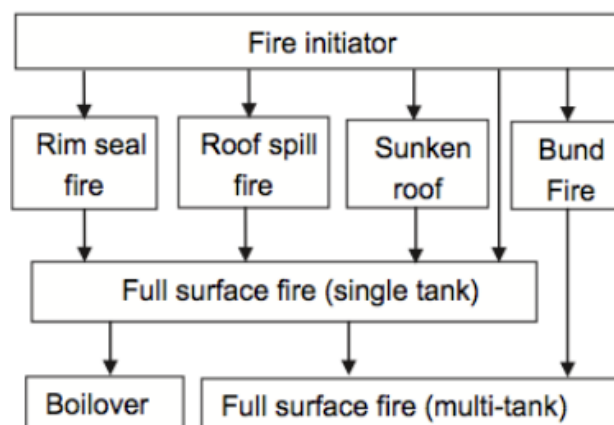 Fire initiator
Rim seal
fire
Roof spill
fire
Sunken
roof
Bund
Fire
Full surface fire (single tank)
Boilover
Full surface fire (multi-tank)